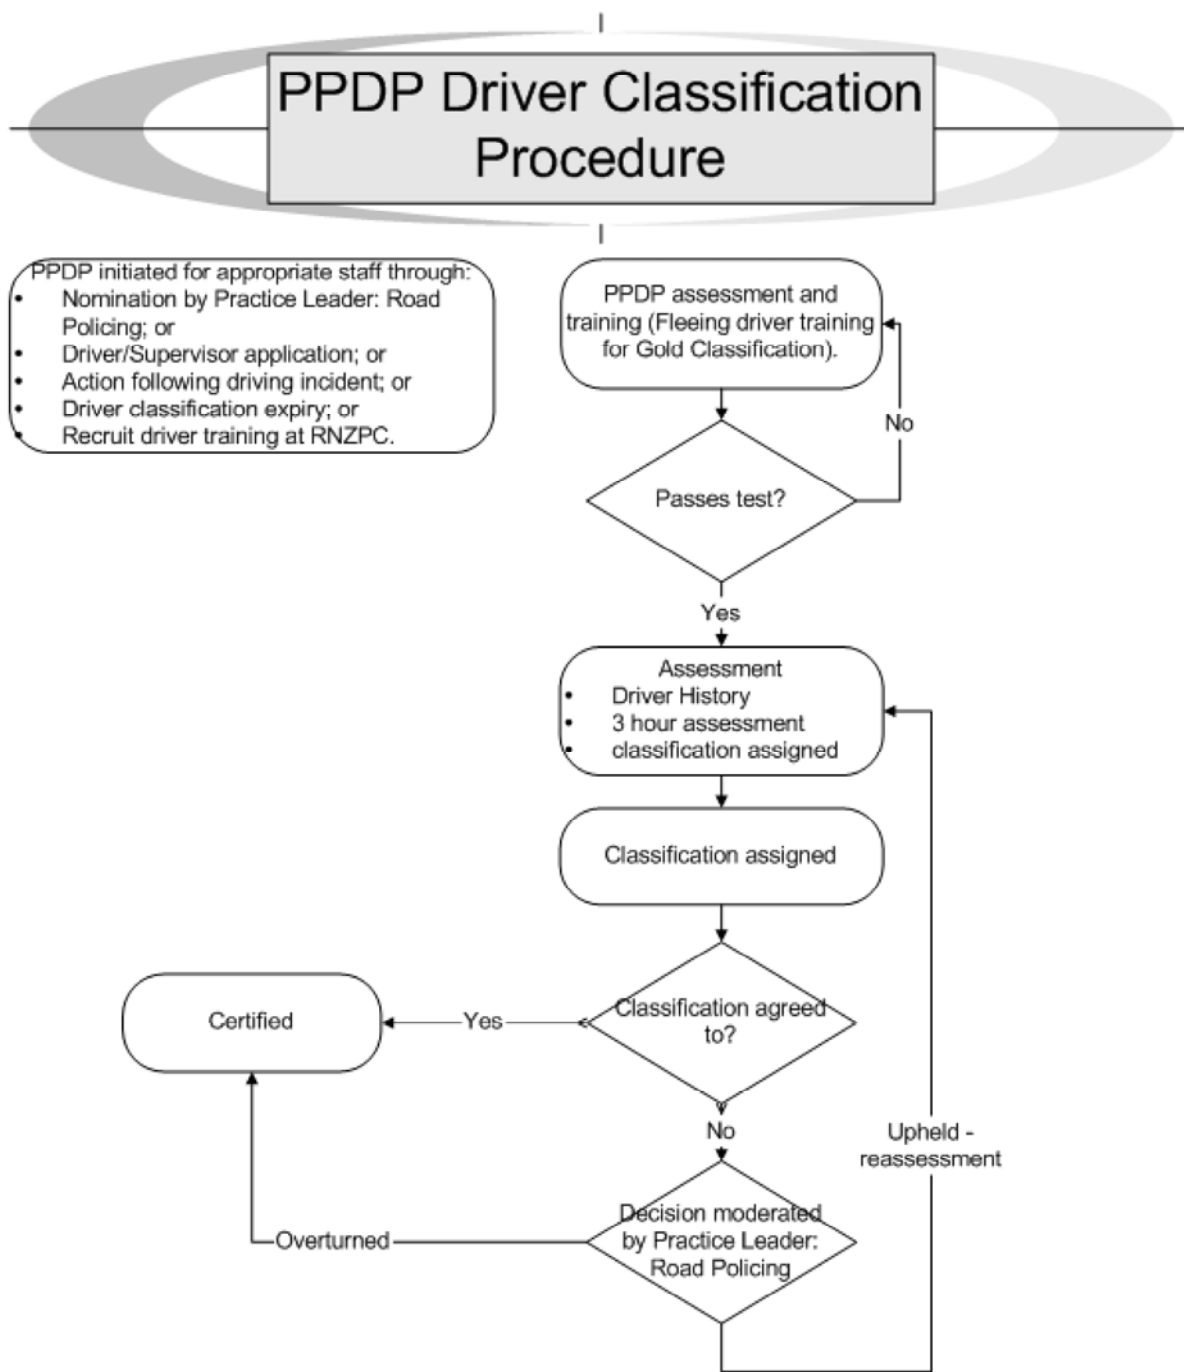 PPDP Driver Classification
Procedure
PPDP initiated for appropriate staff through:
• Nomination by Practice Leader: Road
Policing; or
• Driver/Supervisor application; or
• Action following driving incident; or
• Driver classification expiry; or
• Recruit driver training at RNZPC.
PPDP assessment and
training (Fleeing driver training
for Gold Classification).
No
Passes test?
Yes
Assessment
• Driver History
• 3 hour assessment
• classification assigned
Classification assigned
Classification agreed
to?
Yes
Certified
No
Upheld -
reassessment
Decision moderated
by Practice Leader:
Road Policing
Overturned